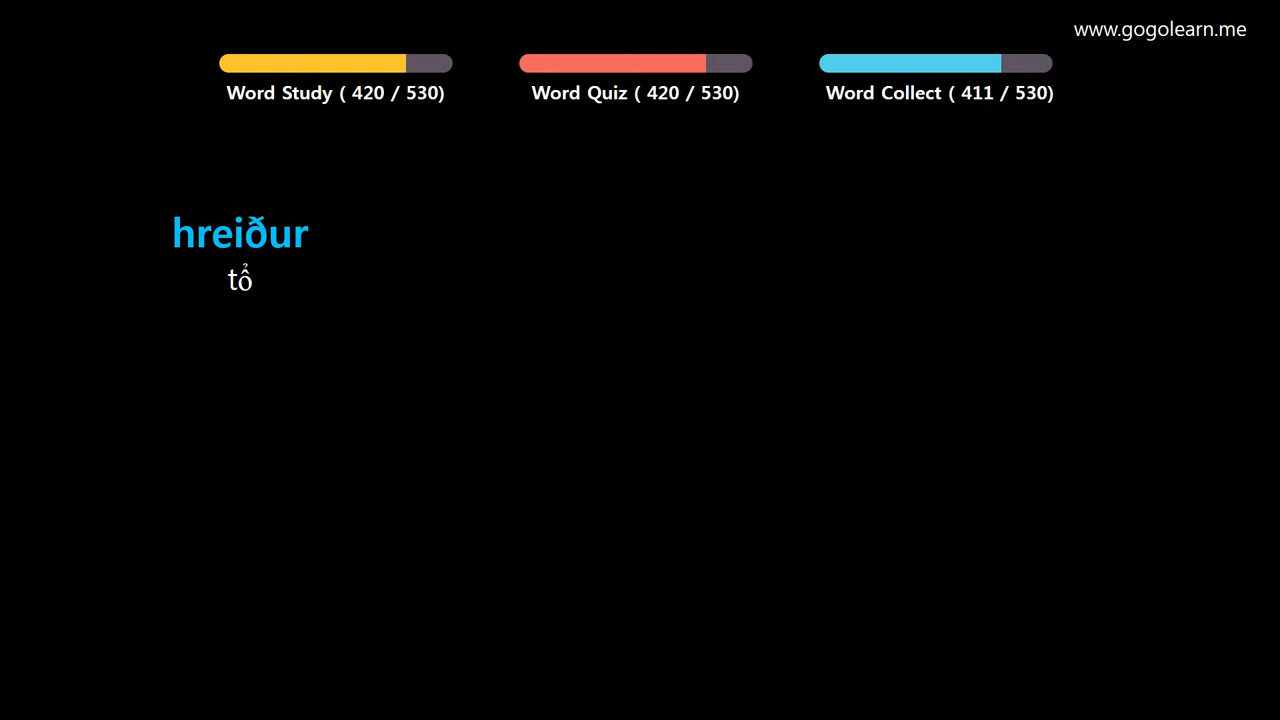 www.gogolearn.me
Word Study ( 420 / 530)
Word Quiz ( 420 / 530)
Word Collect ( 411 / 530)
hreiður
tổ